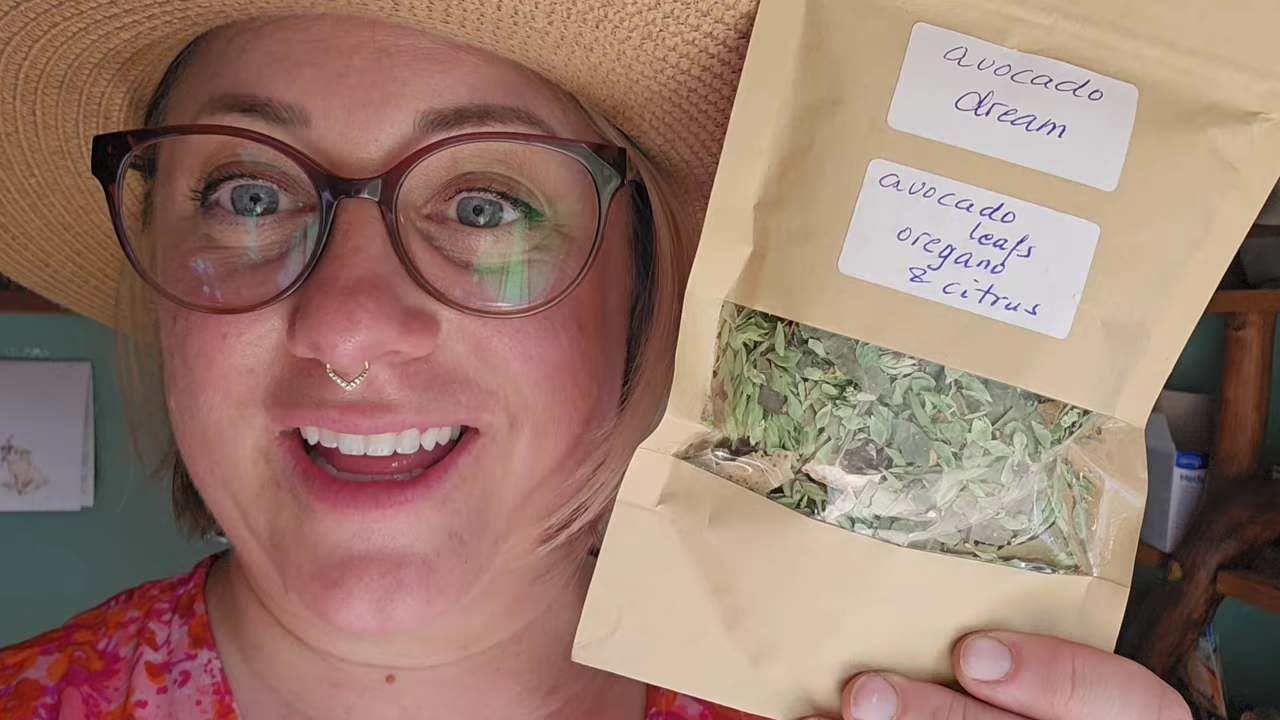 avocado
dream
avocado
leafs
oregano
& citrus